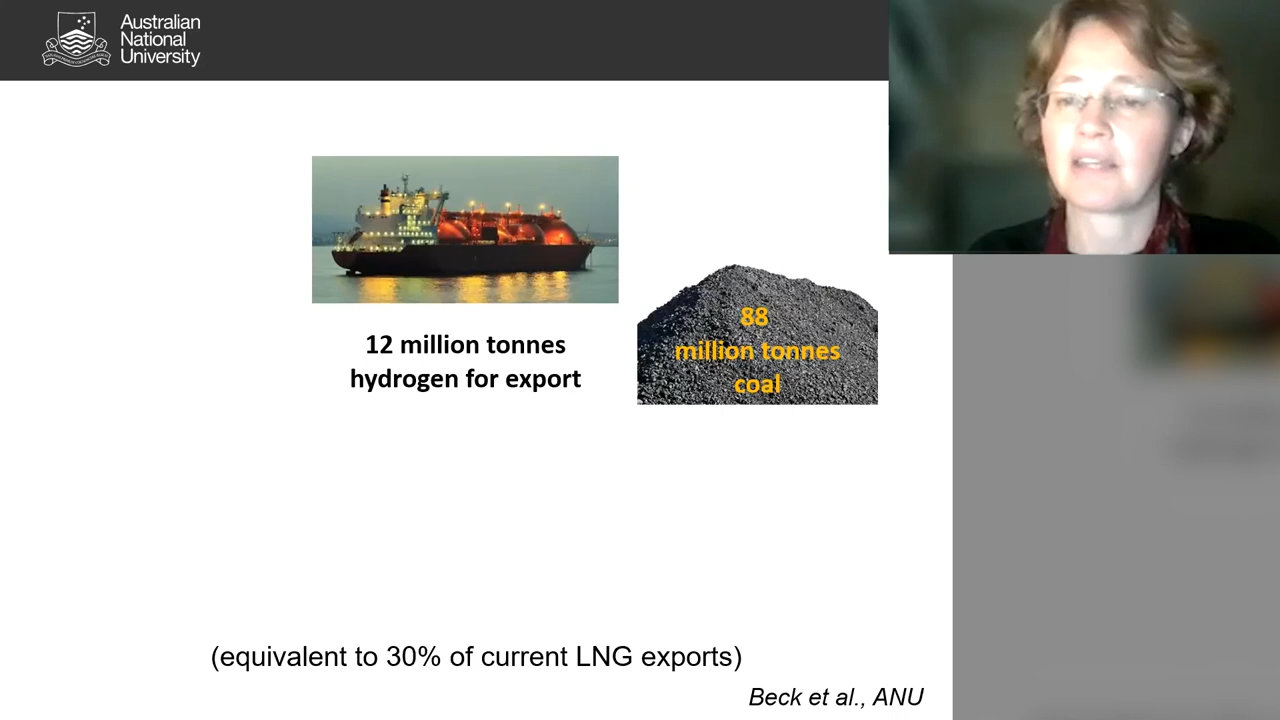 Australian
National
University
12 million tonnes
hydrogen for export
88
million tonnes
coal
(equivalent to 30% of current LNG exports)
Beck et al., ANU